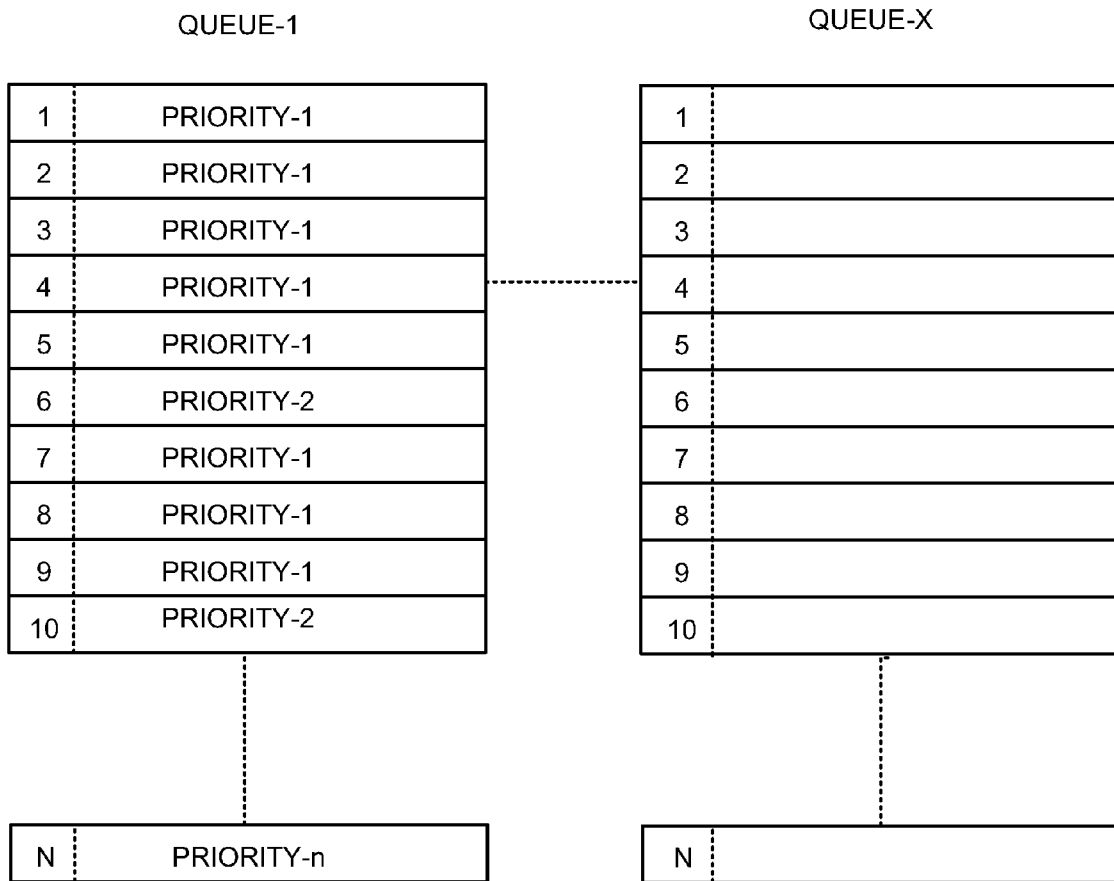 QUEUE-1
1 PRIORITY-1
2 PRIORITY-1
3 PRIORITY-1
4 PRIORITY-1
5 PRIORITY-1
6 PRIORITY-2
7 PRIORITY-1
8 PRIORITY-1
9 PRIORITY-1
10 PRIORITY-2
N PRIORITY-n
QUEUE-X
1
2
3
4
5
6
7
8
9
10
N